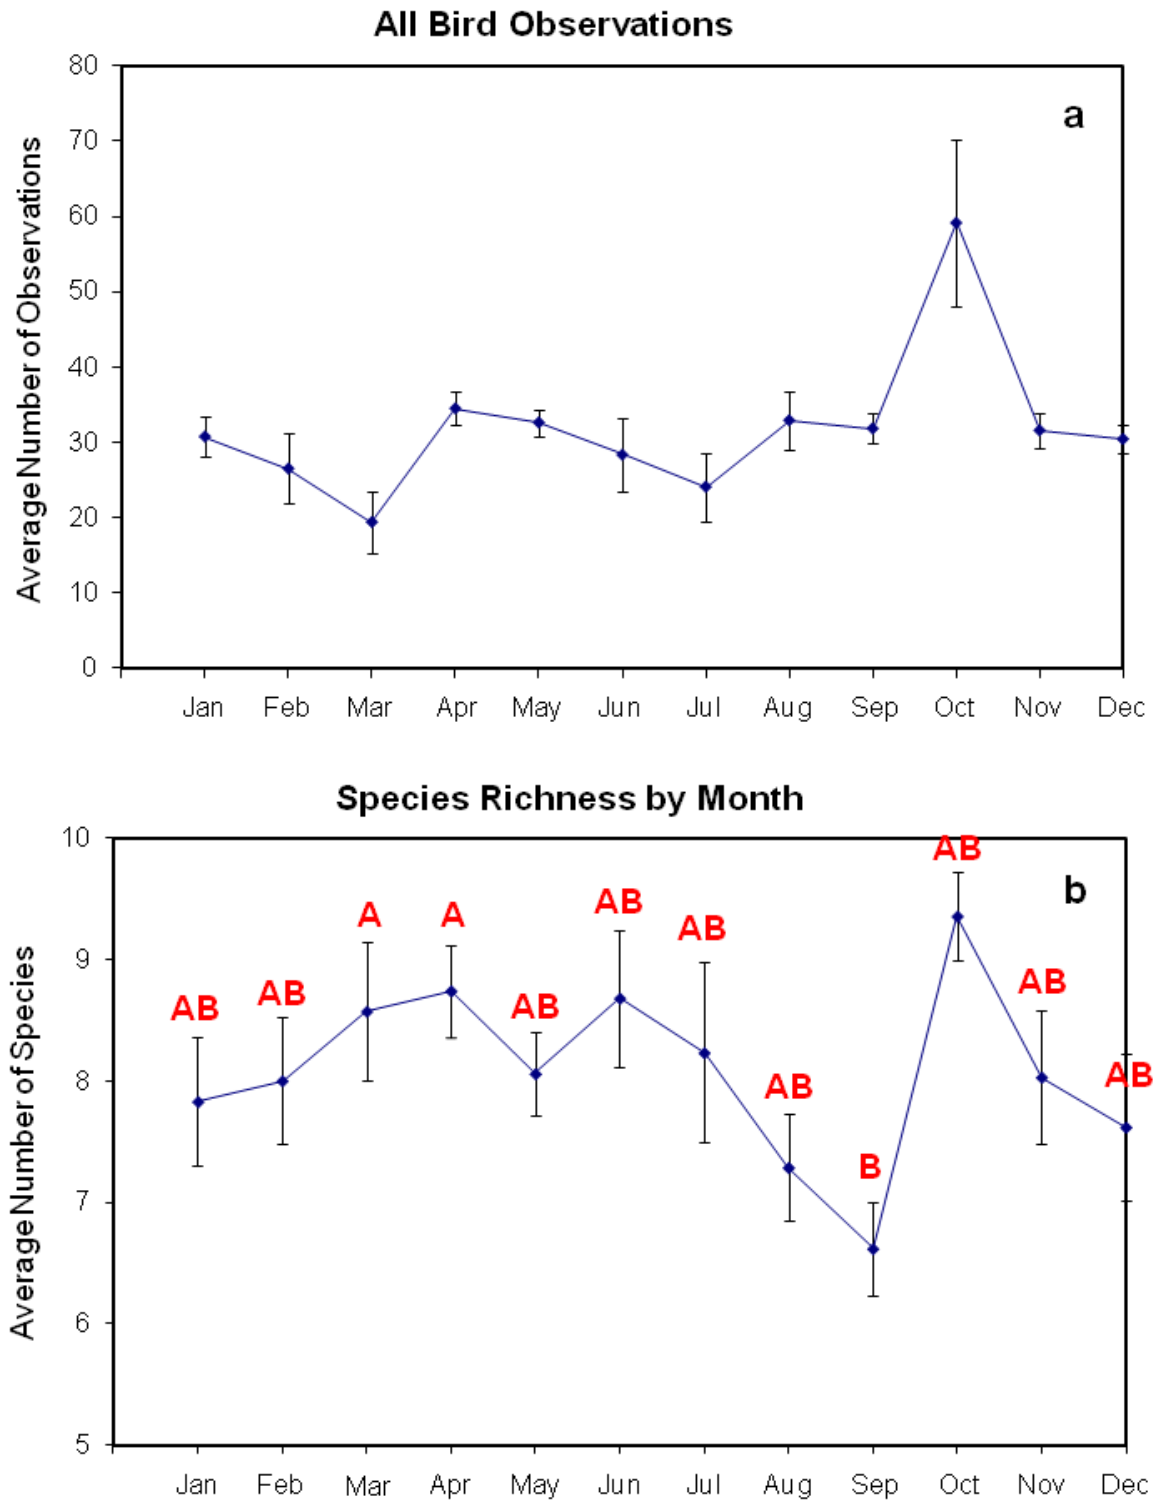 All Bird Observations
a
Average Number of Observations
80
70
60
50
40
30
20
10
0
Jan Feb Mar Apr May Jun Jul Aug Sep Oct Nov Dec
Species Richness by Month
b
Average Number of Species
10
9
8
7
6
5
AB AB A A AB AB AB AB B AB AB AB
Jan Feb Mar Apr May Jun Jul Aug Sep Oct Nov Dec